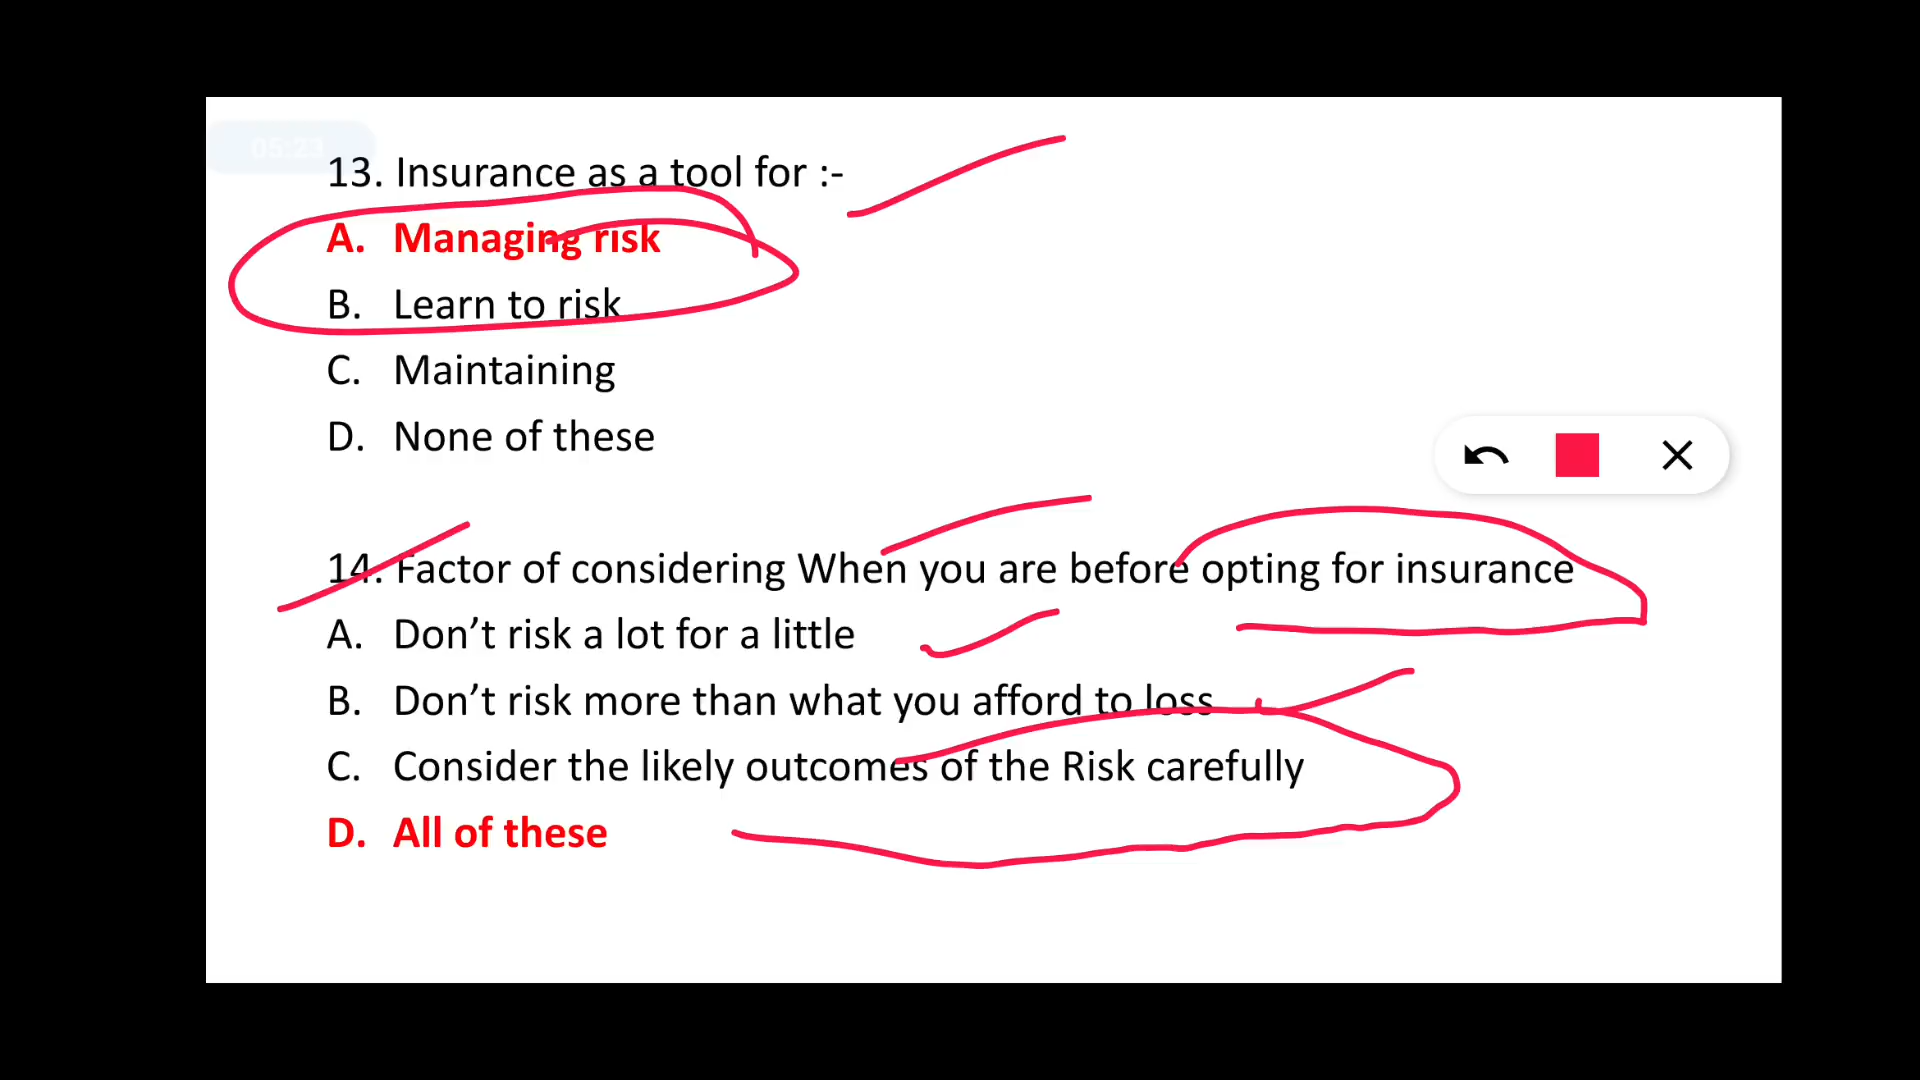 05:23
13. Insurance as a tool for :-
A. Managing risk
B. Learn to risk
C. Maintaining
D. None of these
14. Factor of considering When you are before opting for insurance
A. Don’t risk a lot for a little
B. Don’t risk more than what you afford to loss
C. Consider the likely outcomes of the Risk carefully
D. All of these